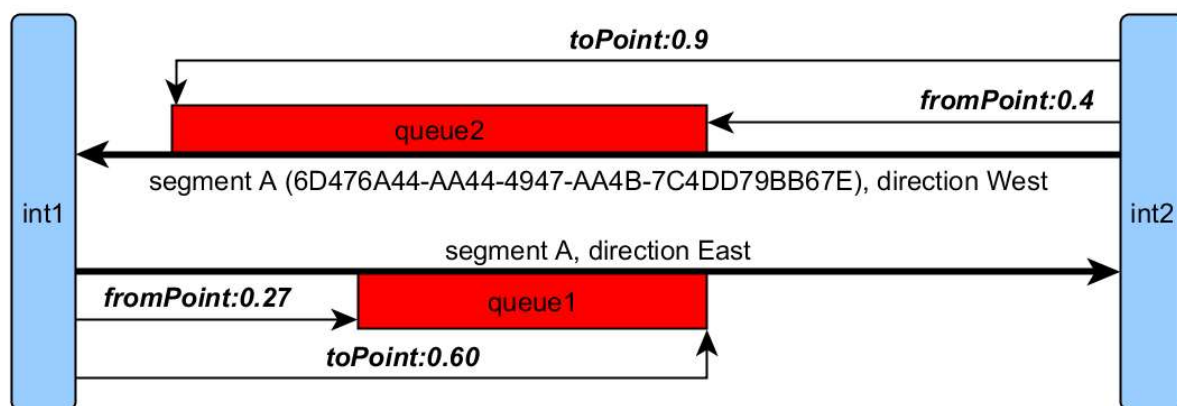 toPoint:0.9
fromPoint:0.4
queue2
segment A (6D476A44-AA44-4947-AA4B-7C4DD79BB67E), direction West
int1
int2
segment A, direction East
fromPoint:0.27
queue1
toPoint:0.60